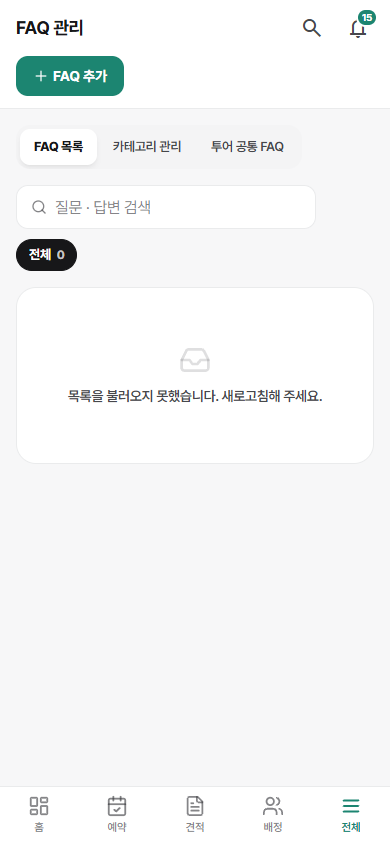 FAQ 관리
15
FAQ 추가
FAQ 목록
카테고리 관리
투어 공통 FAQ
질문 · 답변 검색
전체 0
목록을 불러오지 못했습니다. 새로고침해 주세요.
홈
예약
견적
배정
전체